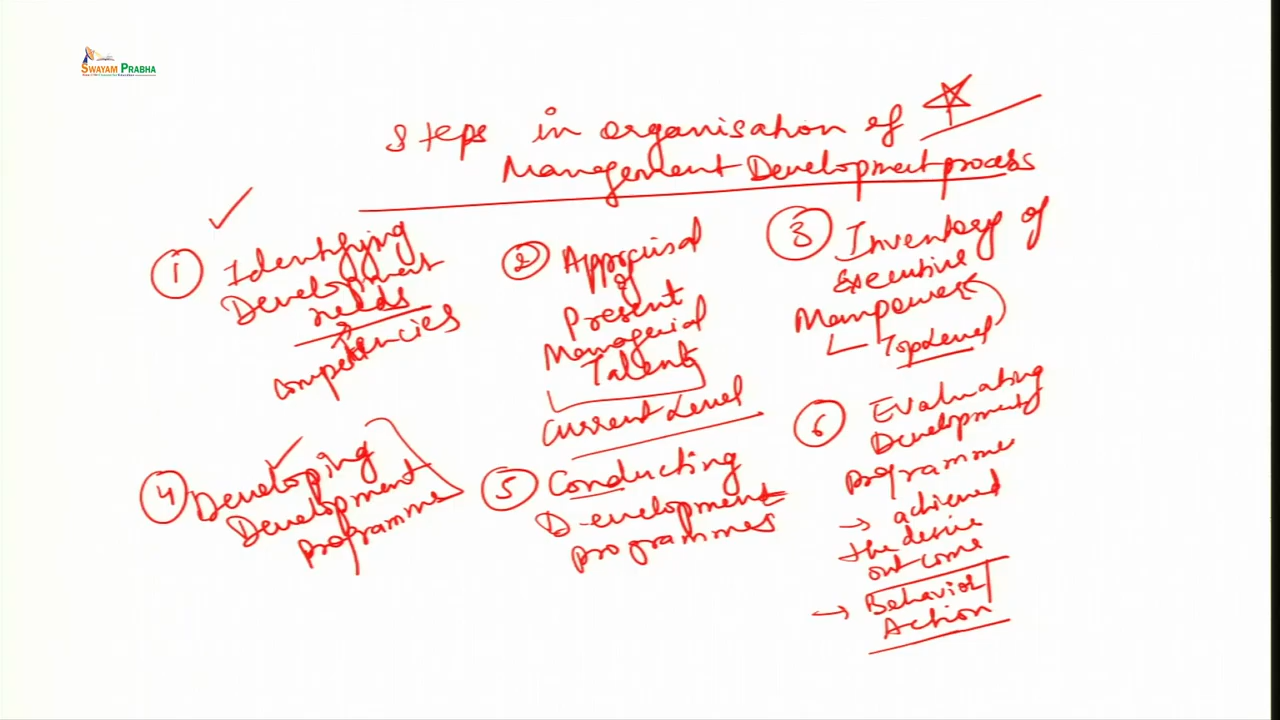 SWAYAM PRABHA
Steps in organisation of
Management Development process
1 Identifying
Development
needs
competencies
2 Appraisal
of
Present
Managerial
Talent
Current Level
3 Inventory of
Executive
Manpower
Top Level
4 Developing
Development
Programme
5 Conducting
Development
programmes
6 Evaluating
Development
programme
→ achieved
the desire
outcome
→ Behavior/
Action